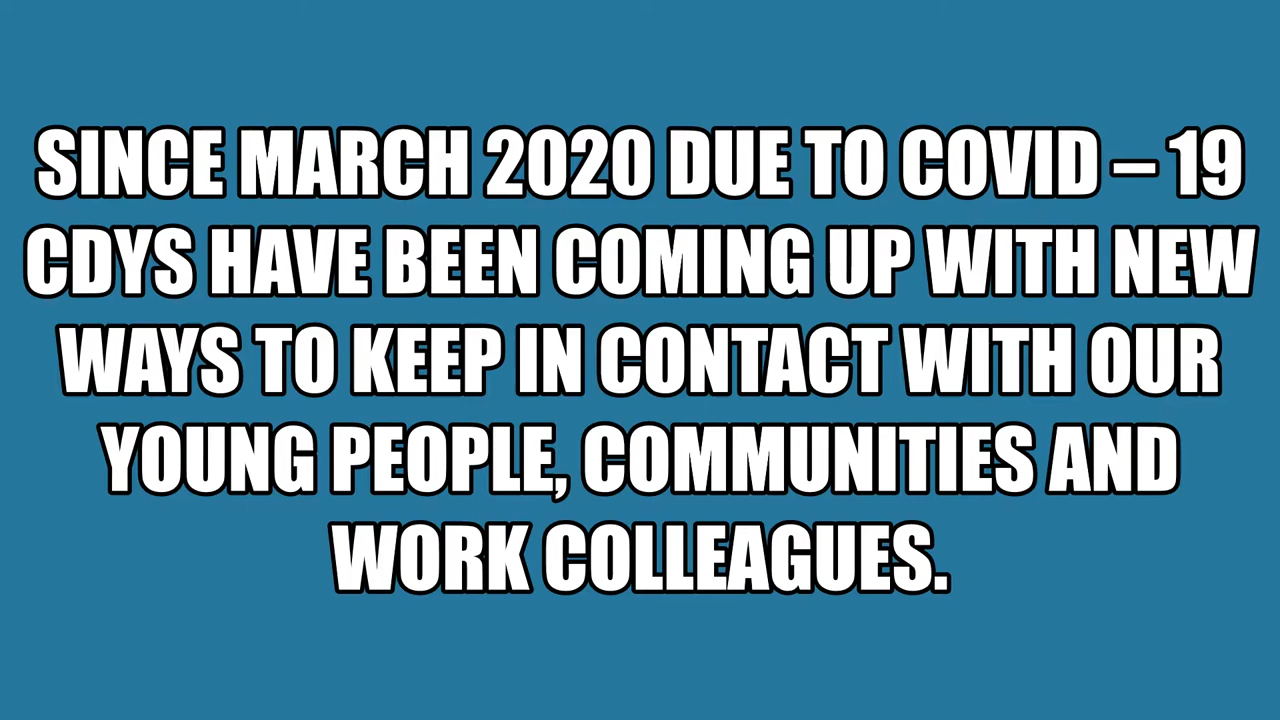 SINCE MARCH 2020 DUE TO COVID – 19
CDYS HAVE BEEN COMING UP WITH NEW
WAYS TO KEEP IN CONTACT WITH OUR
YOUNG PEOPLE, COMMUNITIES AND
WORK COLLEAGUES.